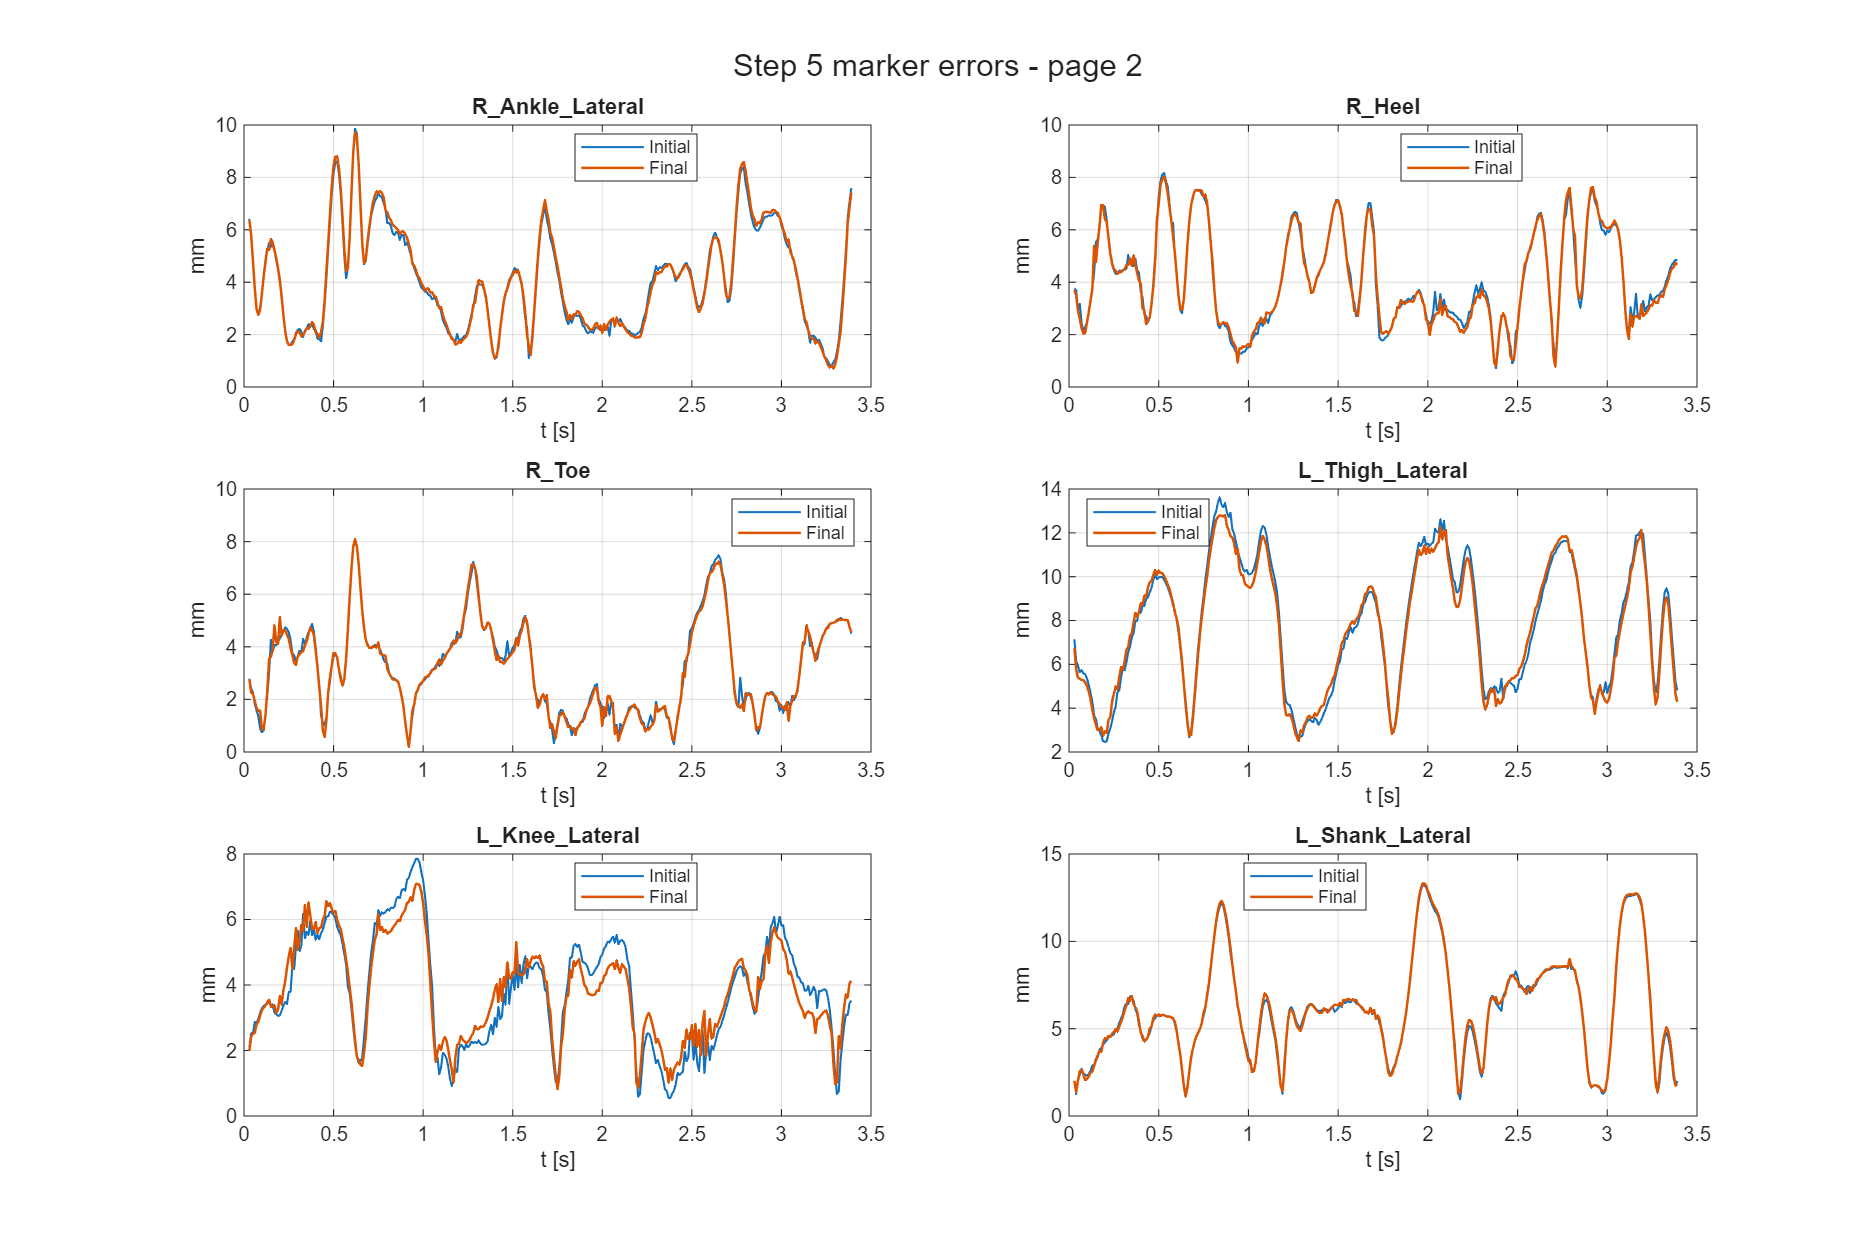 Step 5 marker errors - page 2
R_Ankle_Lateral
10
8
6
4
2
0
mm
Initial
Final
0 0.5 1 1.5 2 2.5 3 3.5
t [s]
R_Heel
10
8
6
4
2
0
mm
Initial
Final
0 0.5 1 1.5 2 2.5 3 3.5
t [s]
R_Toe
10
8
6
4
2
0
mm
Initial
Final
0 0.5 1 1.5 2 2.5 3 3.5
t [s]
L_Thigh_Lateral
14
12
10
8
6
4
2
mm
Initial
Final
0 0.5 1 1.5 2 2.5 3 3.5
t [s]
L_Knee_Lateral
8
6
4
2
0
mm
Initial
Final
0 0.5 1 1.5 2 2.5 3 3.5
t [s]
L_Shank_Lateral
15
10
5
0
mm
Initial
Final
0 0.5 1 1.5 2 2.5 3 3.5
t [s]